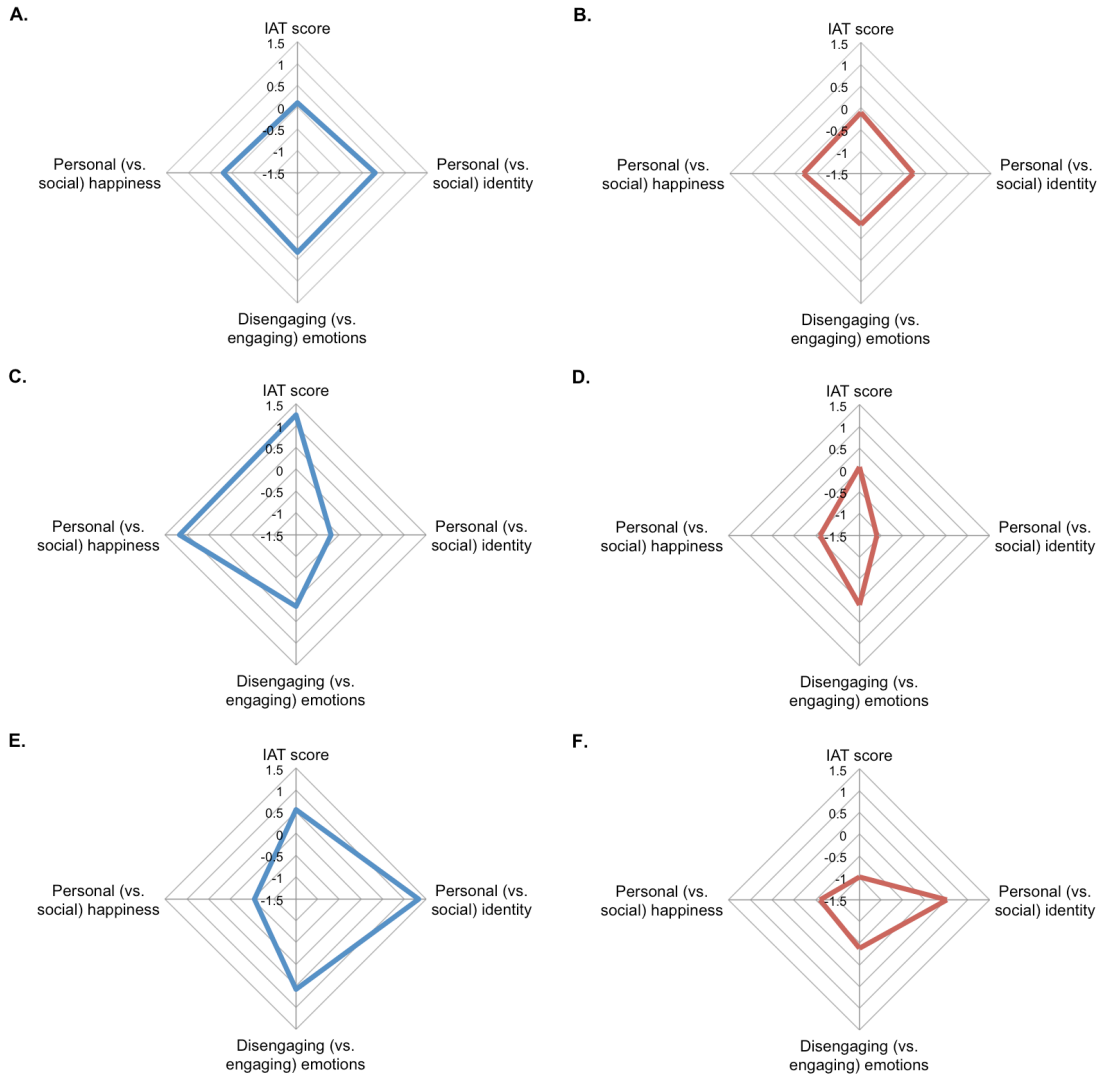 A.
IAT score
1.5
1
0.5
0
-0.5
-1
-1.5
Personal (vs.
social) happiness
Personal (vs.
social) identity
Disengaging (vs.
engaging) emotions
B.
IAT score
1.5
1
0.5
0
-0.5
-1
-1.5
Personal (vs.
social) happiness
Personal (vs.
social) identity
Disengaging (vs.
engaging) emotions
C.
IAT score
1.5
1
0.5
0
-0.5
-1
-1.5
Personal (vs.
social) happiness
Personal (vs.
social) identity
Disengaging (vs.
engaging) emotions
D.
IAT score
1.5
1
0.5
0
-0.5
-1
-1.5
Personal (vs.
social) happiness
Personal (vs.
social) identity
Disengaging (vs.
engaging) emotions
E.
IAT score
1.5
1
0.5
0
-0.5
-1
-1.5
Personal (vs.
social) happiness
Personal (vs.
social) identity
Disengaging (vs.
engaging) emotions
F.
IAT score
1.5
1
0.5
0
-0.5
-1
-1.5
Personal (vs.
social) happiness
Personal (vs.
social) identity
Disengaging (vs.
engaging) emotions